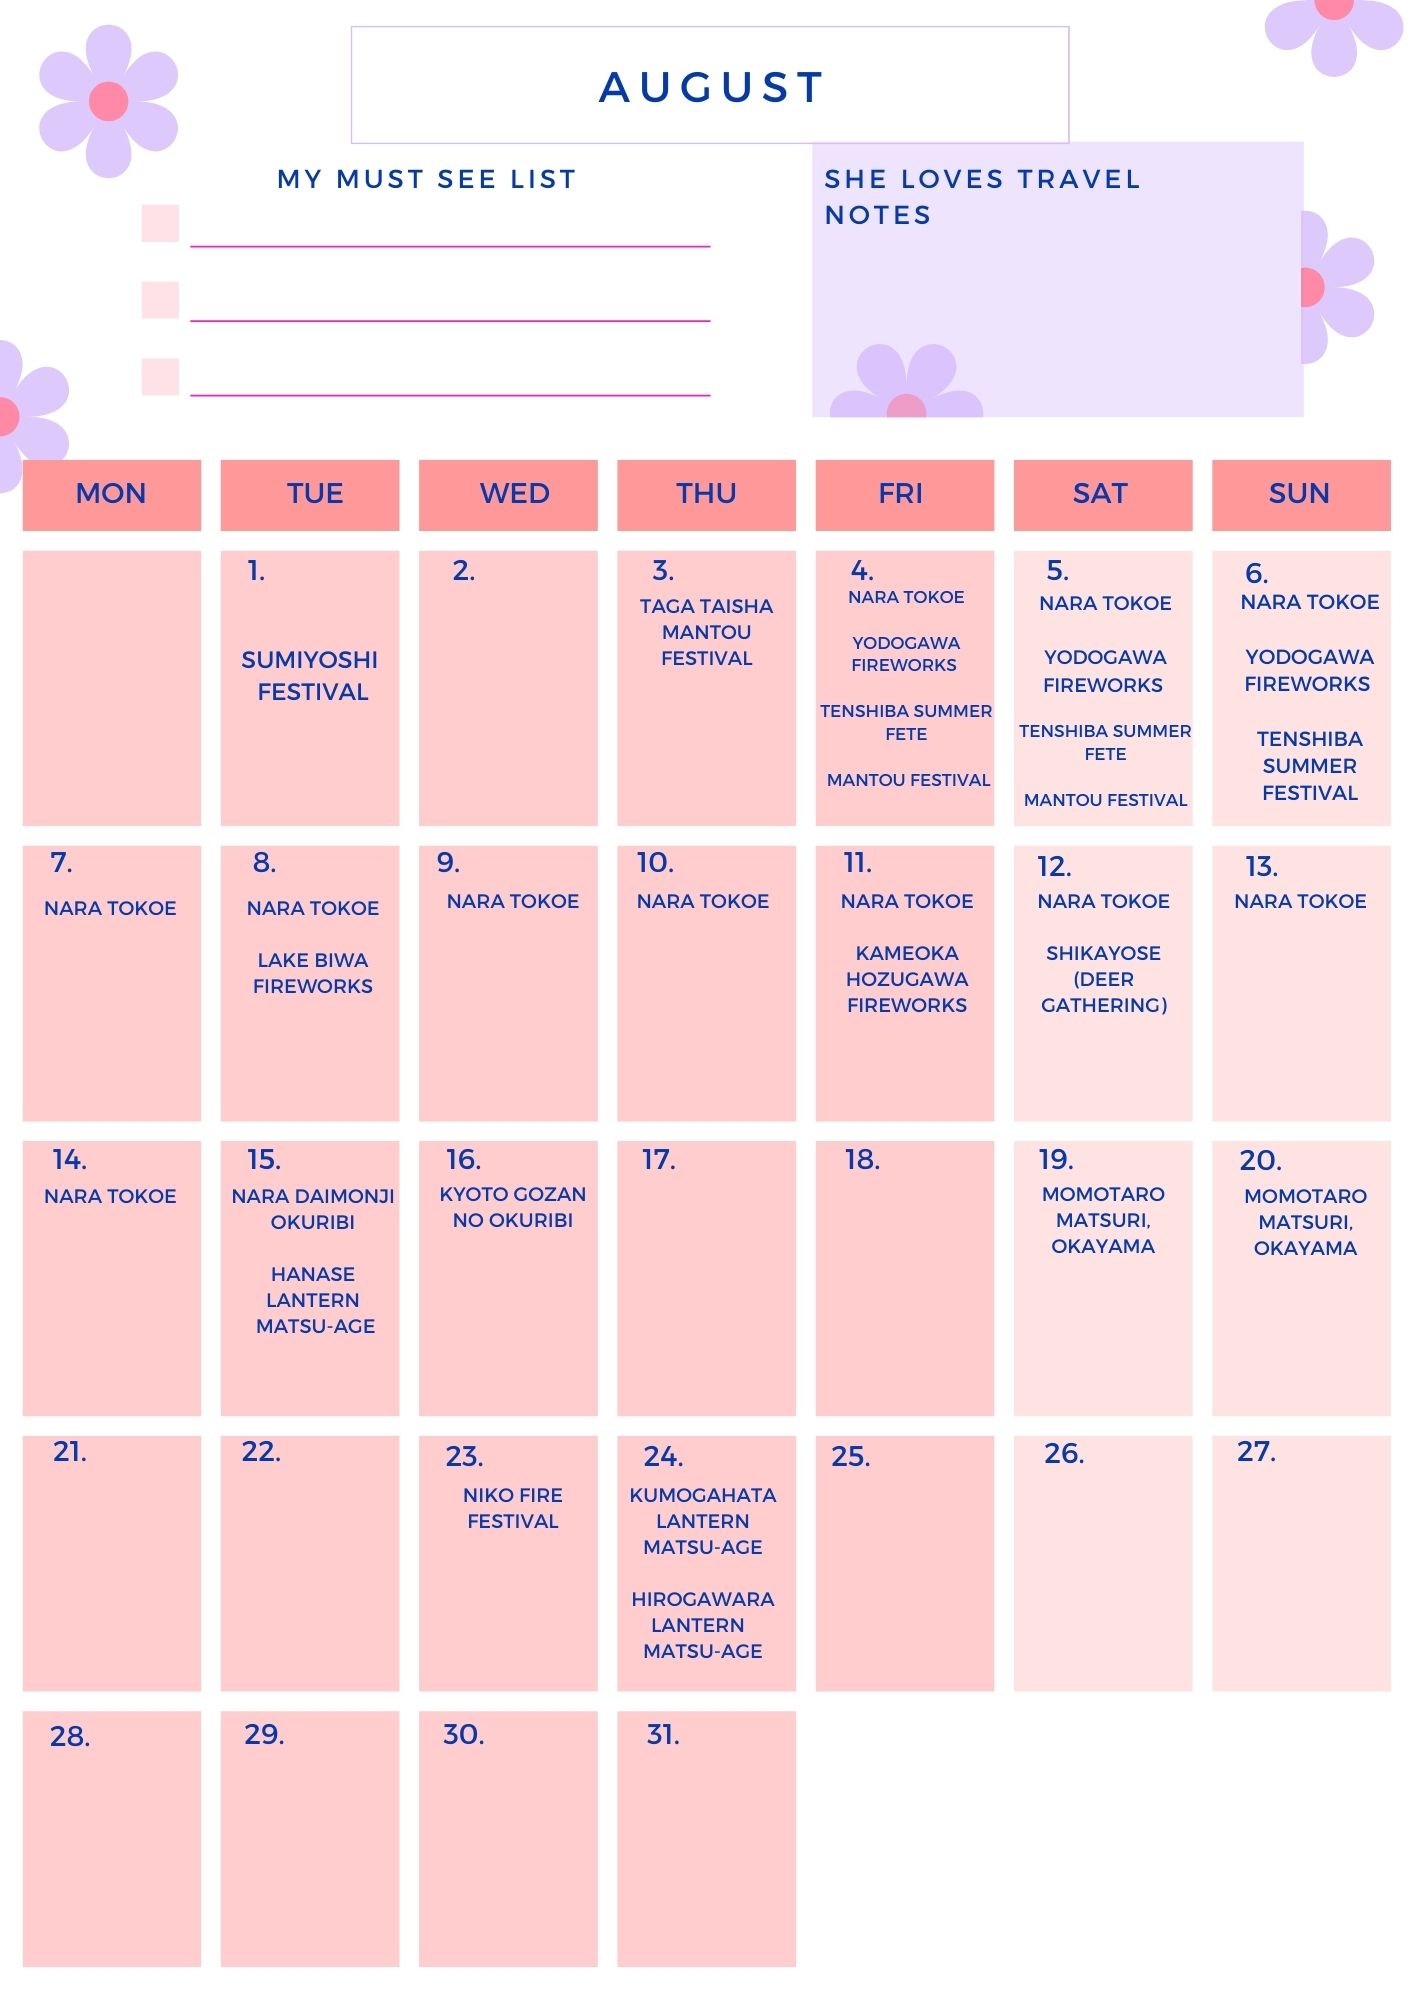 AUGUST
MY MUST SEE LIST
SHE LOVES TRAVEL
NOTES
MON
TUE
WED
THU
FRI
SAT
SUN
1.
SUMIYOSHI
FESTIVAL
2.
3.
TAGA TAISHA
MANTOU
FESTIVAL
4.
NARA TOKOE
YODOGAWA
FIREWORKS
TENSHIBA SUMMER
FETE
MANTOU FESTIVAL
5.
NARA TOKOE
YODOGAWA
FIREWORKS
TENSHIBA SUMMER
FETE
MANTOU FESTIVAL
6.
NARA TOKOE
YODOGAWA
FIREWORKS
TENSHIBA
SUMMER
FESTIVAL
7.
NARA TOKOE
8.
NARA TOKOE
LAKE BIWA
FIREWORKS
9.
NARA TOKOE
10.
NARA TOKOE
11.
NARA TOKOE
KAMEOKA
HOZUGAWA
FIREWORKS
12.
NARA TOKOE
SHIKAYOSE
(DEER
GATHERING)
13.
NARA TOKOE
14.
NARA TOKOE
15.
NARA DAIMONJI
OKURIBI
HANASE
LANTERN
MATSU-AGE
16.
KYOTO GOZAN
NO OKURIBI
17.
18.
19.
MOMOTARO
MATSURI,
OKAYAMA
20.
MOMOTARO
MATSURI,
OKAYAMA
21.
22.
23.
NIKO FIRE
FESTIVAL
24.
KUMOGAHATA
LANTERN
MATSU-AGE
HIROGAWARA
LANTERN
MATSU-AGE
25.
26.
27.
28.
29.
30.
31.